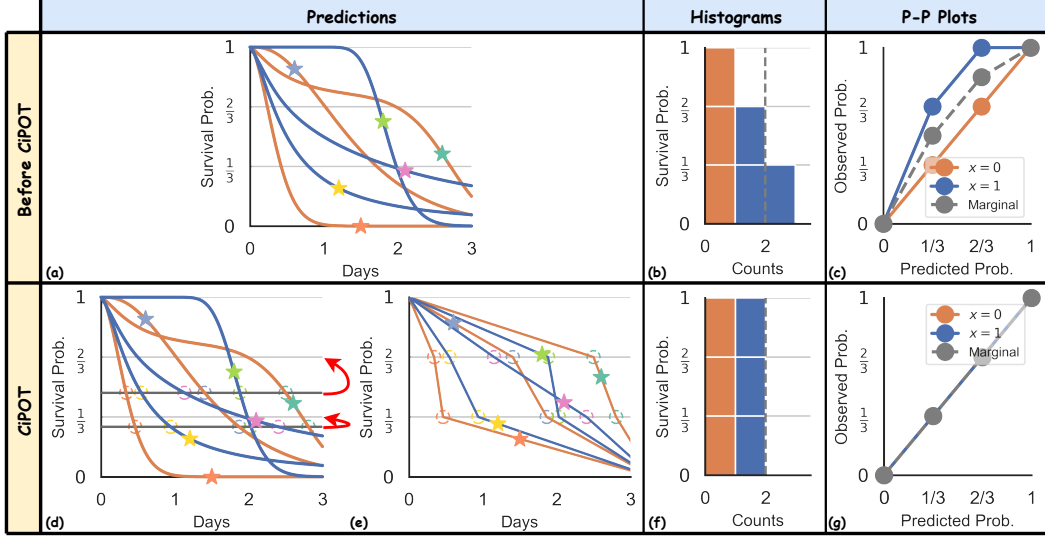 Predictions
Histograms
P-P Plots
Before CiPOT
Survival Prob.
1
2/3
1/3
0
0 1 2 3
Days
(a)
Survival Prob.
1
2/3
1/3
0
0 2
Counts
(b)
Observed Prob.
1
2/3
1/3
0
x = 0
x = 1
Marginal
0 1/3 2/3 1
Predicted Prob.
(c)
CiPOT
Survival Prob.
1
2/3
1/3
0
0 1 2 3
Days
(d)
Survival Prob.
1
2/3
1/3
0
0 1 2 3
Days
(e)
Survival Prob.
1
2/3
1/3
0
0 2
Counts
(f)
Observed Prob.
1
2/3
1/3
0
x = 0
x = 1
Marginal
0 1/3 2/3 1
Predicted Prob.
(g)